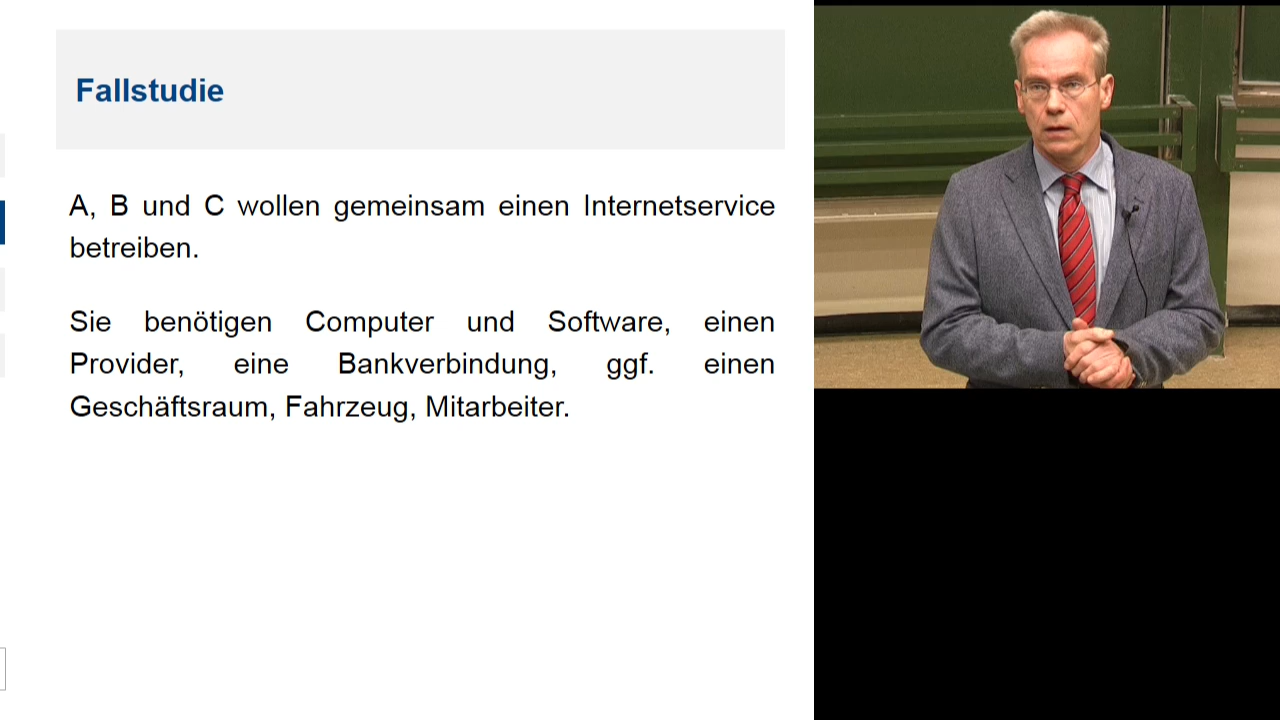 Fallstudie
A, B und C wollen gemeinsam einen Internetservice
betreiben.
Sie benötigen Computer und Software, einen
Provider, eine Bankverbindung, ggf. einen
Geschäftsraum, Fahrzeug, Mitarbeiter.